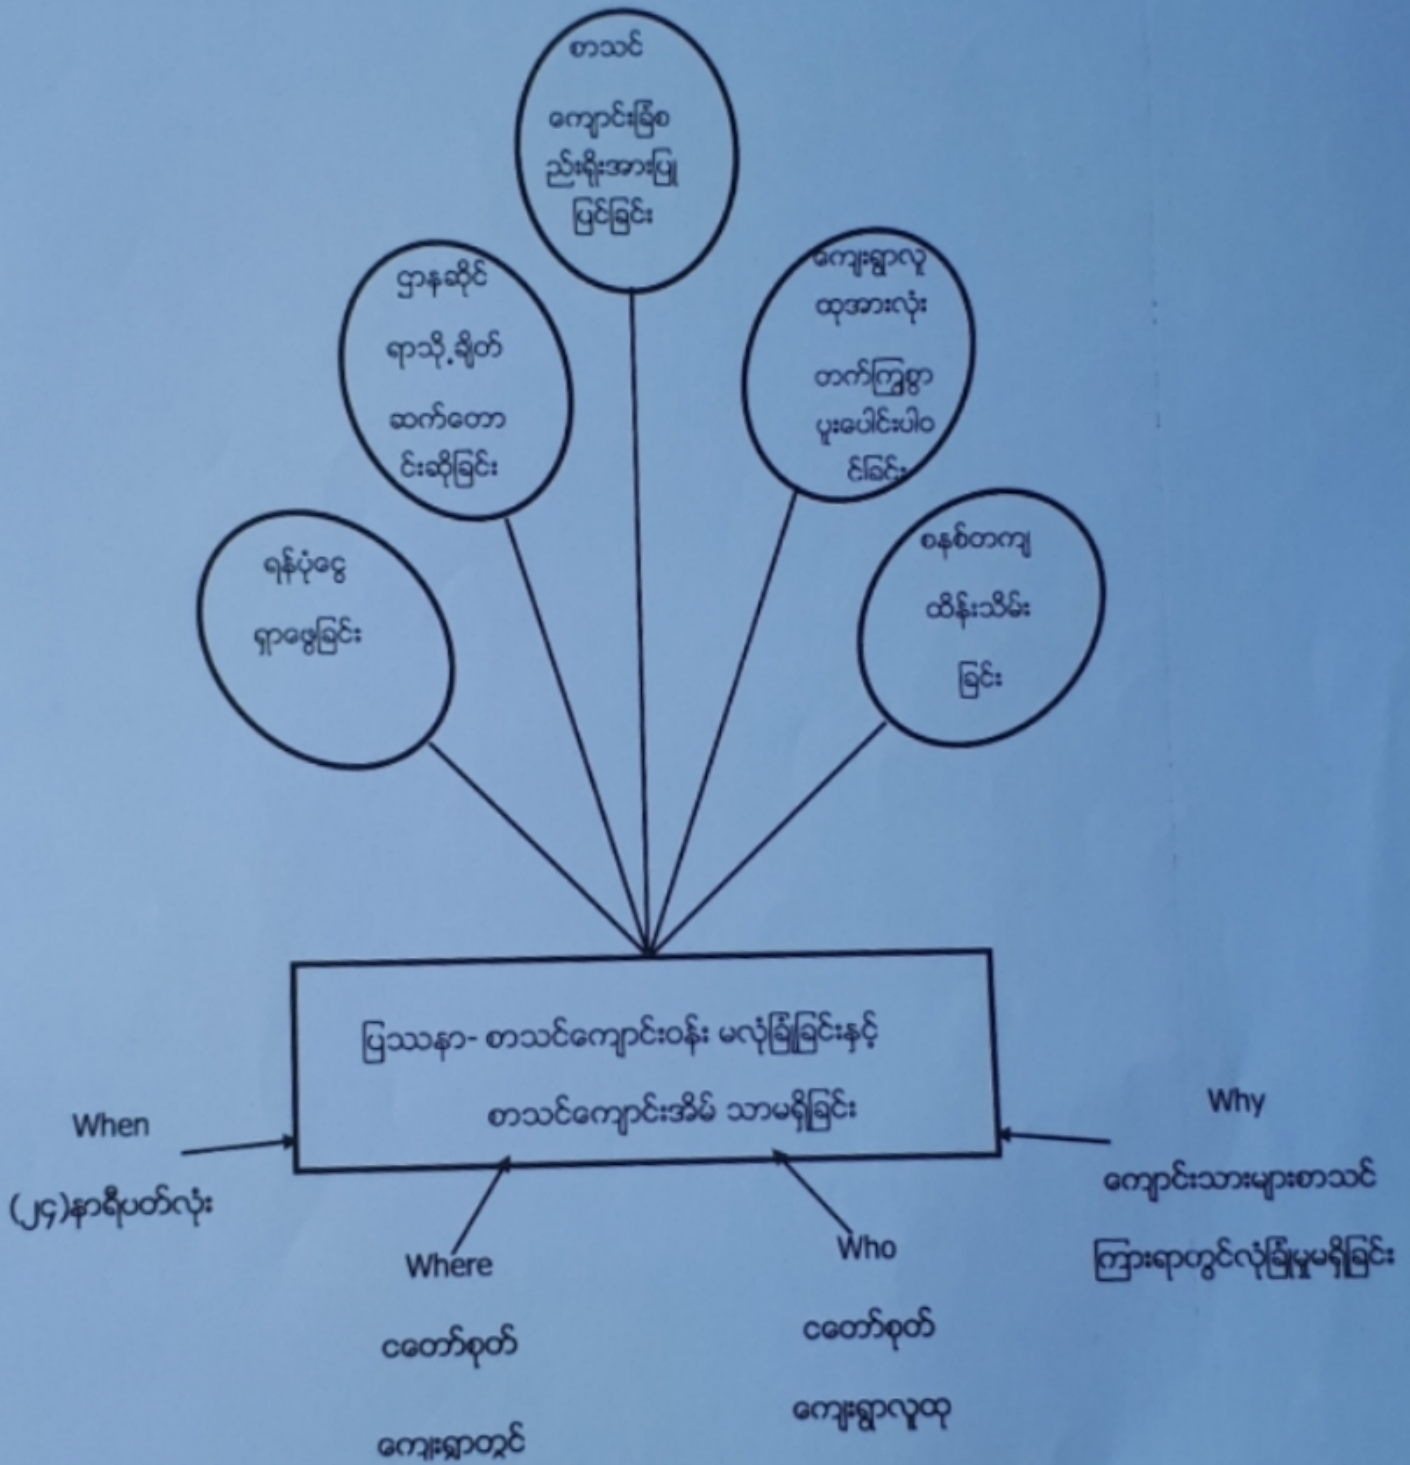 စာသင်
ကျောင်းခြံစ
ည်းရိုးအားပြု
ပြင်ခြင်း
ဌာနဆိုင်
ရာသို့ချိတ်
ဆက်တော
င်းဆိုခြင်း
ကျေးရွာလူ
ထုအားလုံး
တက်ကြွစွာ
ပူးပေါင်းပါဝ
င်ခြင်း
ရန်ပုံငွေ
ရှာဖွေခြင်း
စနစ်တကျ
ထိန်းသိမ်း
ခြင်း
ပြဿနာ- စာသင်ကျောင်းဝန်း မလုံခြုံခြင်းနှင့်
စာသင်ကျောင်းအိမ် သာမရှိခြင်း
When
(၂၄)နာရီပတ်လုံး
Where
ငတော်စုတ်
ကျေးရွာတွင်
Who
ငတော်စုတ်
ကျေးရွာလူထု
Why
ကျောင်းသားများစာသင်
ကြားရာတွင်လုံခြုံမှုမရှိခြင်း